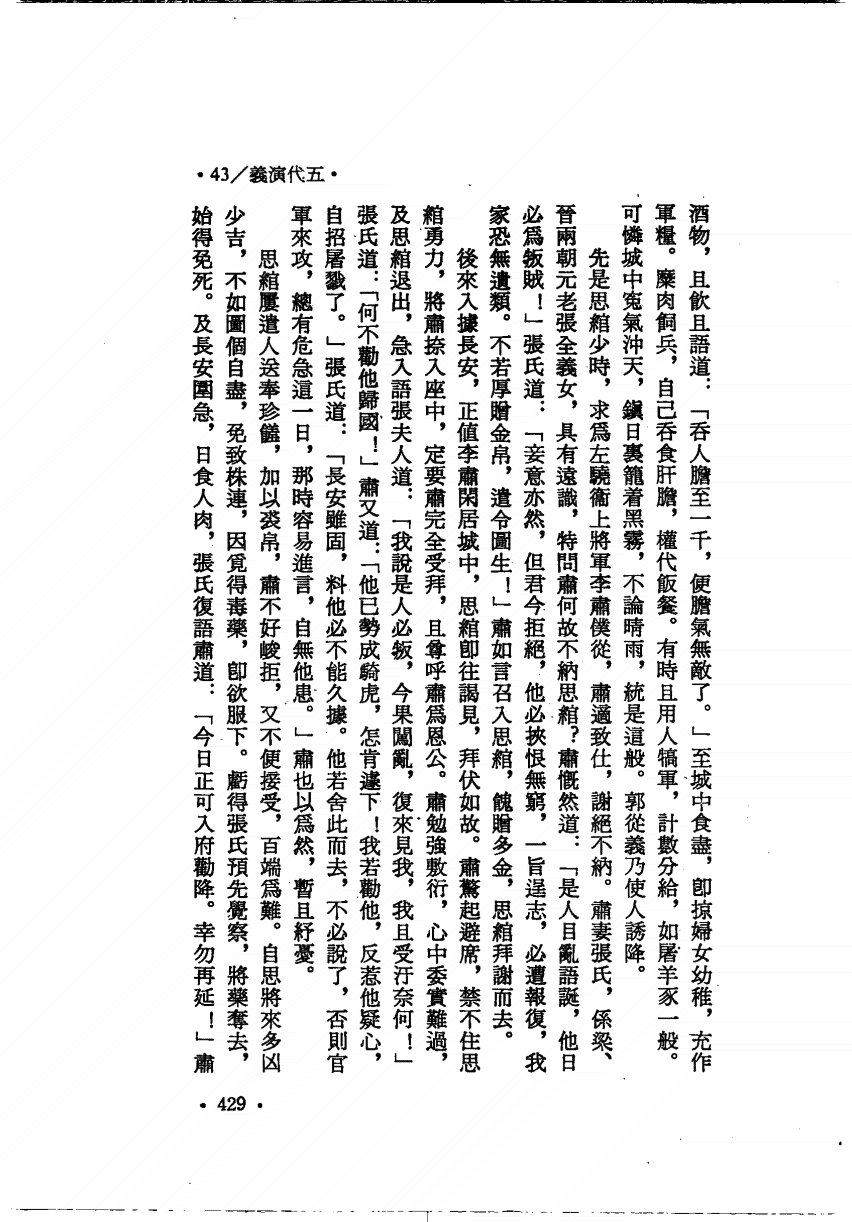 •43/義演代五•
酒物，且飲且語道：「吞人膽至一千，便膽氣無敵了。」至城中食盡，卽掠婦女幼稚，充作
軍糧。糜肉飼兵，自己吞食肝膽，權代飯餐。有時且用人犒軍，計數分給，如屠羊豕一般。
可憐城中寃氣沖天，鎭日裏籠着黑霧，不論晴雨，統是這般。郭從義乃使人誘降。
先是思綰少時，求爲左驍衞上將軍李肅僕從，肅適致仕，謝絕不納。肅妻張氏，係梁、
晉兩朝元老張全義女，具有遠識，特問肅何故不納思綰？肅慨然道：「是人目亂語誕，他日
必爲叛賊！」張氏道：「妾意亦然，但君今拒絕，他必挾恨無窮，一旨逞志，必遭報復，我
家恐無遺類。不若厚贈金帛，遣令圖生！」肅如言召入思綰，餽贈多金，思綰拜謝而去。
後來入據長安，正值李肅閑居城中，思綰卽往謁見，拜伏如故。肅驚起避席，禁不住思
綰勇力，將肅捺入座中，定要肅完全受拜，且尊呼肅爲恩公。肅勉強敷衍，心中委實難過，
及思綰退出，急入語張夫人道：「我說是人必叛，今果闖亂，復來見我，我且受汙奈何！」
張氏道：「何不勸他歸國！」肅又道：「他已勢成騎虎，怎肯遽下！我若勸他，反惹他疑心，
自招屠戮了。」張氏道：「長安雖固，料他必不能久據。他若舍此而去，不必說了，否則官
軍來攻，總有危急這一日，那時容易進言，自無他患。」肅也以爲然，暫且紓憂。
思綰屢遣人送奉珍饈，加以裘帛，肅不好峻拒，又不便接受，百端爲難。自思將來多凶
少吉，不如圖個自盡，免致株連，因覓得毒藥，卽欲服下。虧得張氏預先覺察，將藥奪去，
始得免死。及長安圍急，日食人肉，張氏復語肅道：「今日正可入府勸降。幸勿再延！」肅
•429•